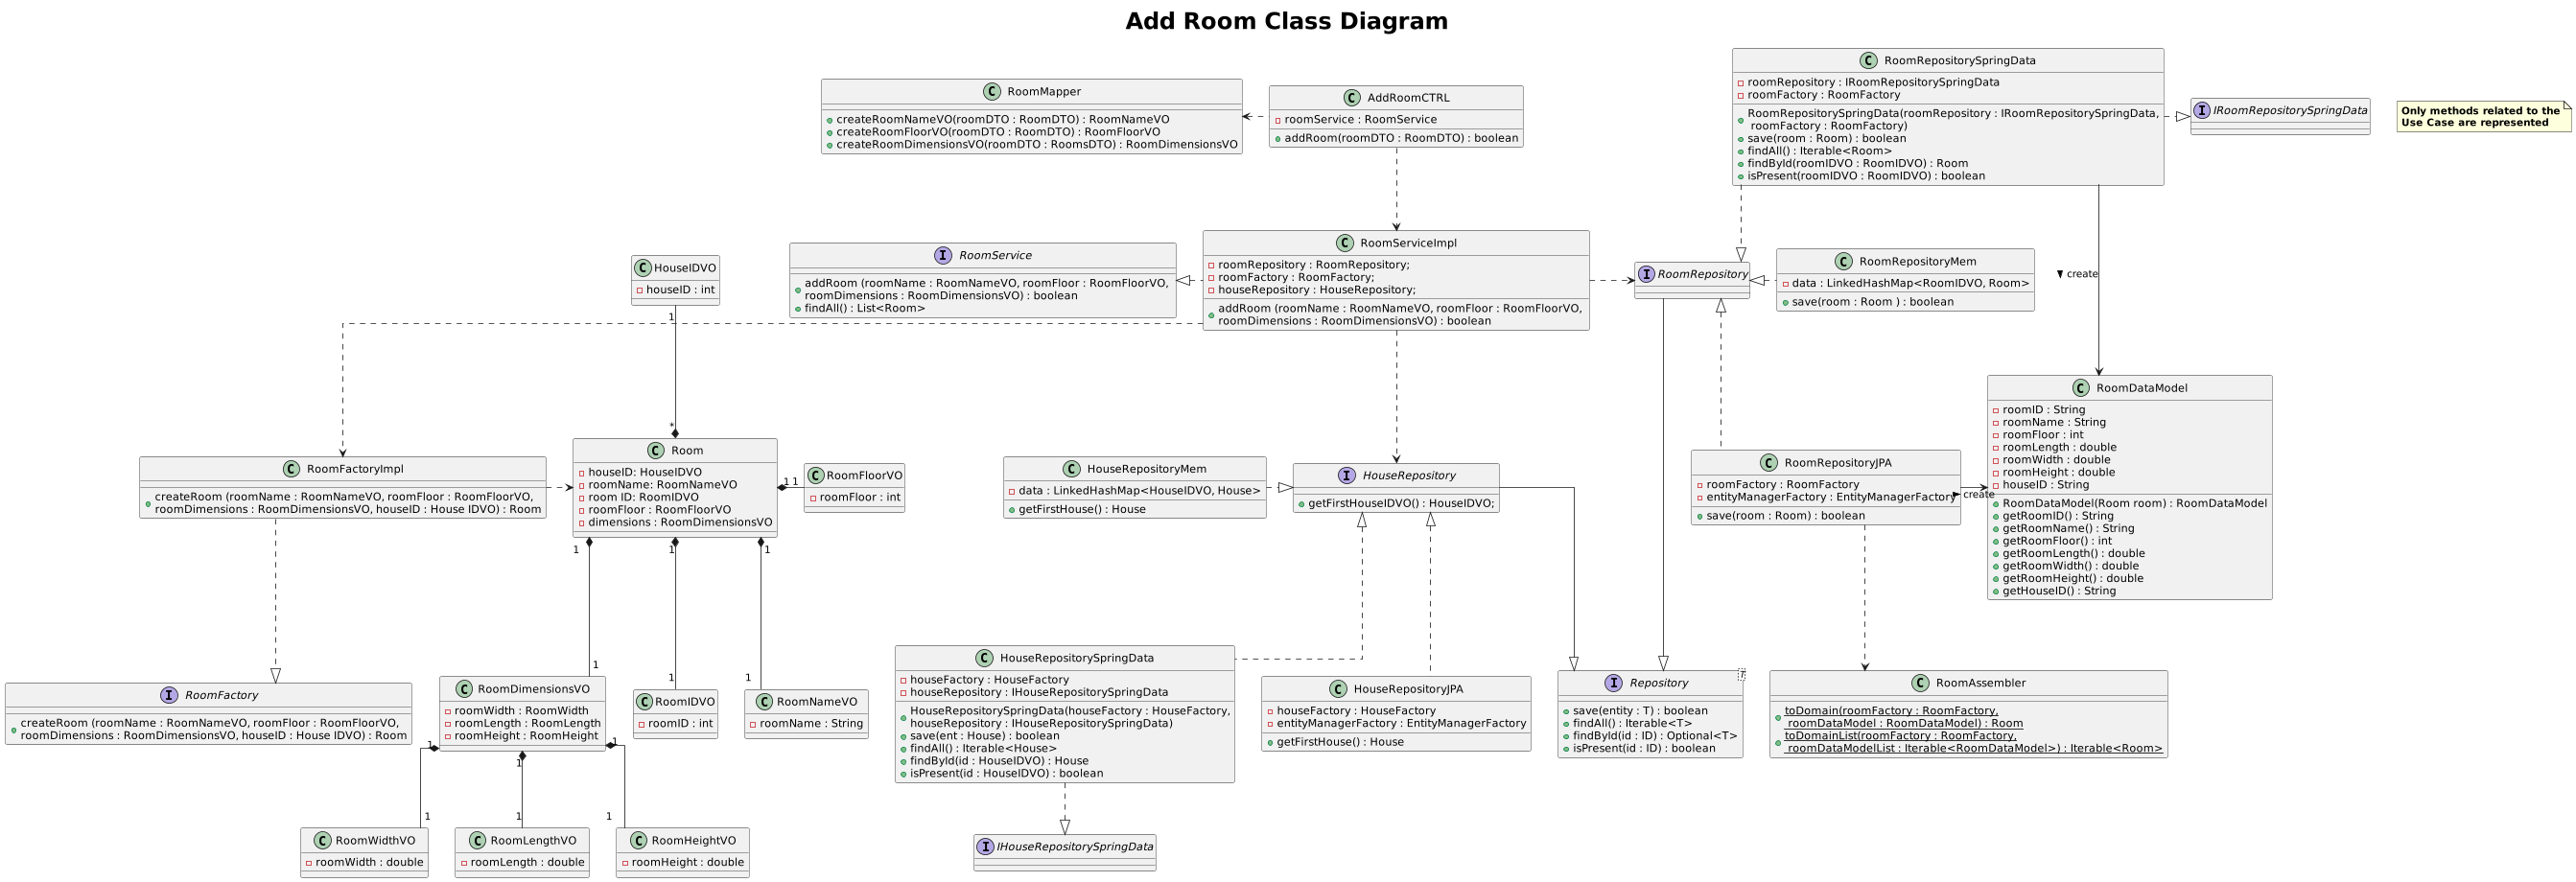 Add Room Class Diagram
RoomRepositorySpringData
roomRepository : IRoomRepositorySpringData
roomFactory : RoomFactory
RoomRepositorySpringData(roomRepository : IRoomRepositorySpringData,
roomFactory : RoomFactory)
save(room : Room) : boolean
findAll() : Iterable<Room>
findById(roomIDVO : RoomIDVO) : Room
isPresent(roomIDVO : RoomIDVO) : boolean
IRoomRepositorySpringData
Only methods related to the
Use Case are represented
RoomMapper
createRoomNameVO(roomDTO : RoomDTO) : RoomNameVO
createRoomFloorVO(roomDTO : RoomDTO) : RoomFloorVO
createRoomDimensionsVO(roomDTO : RoomsDTO) : RoomDimensionsVO
AddRoomCTRL
roomService : RoomService
addRoom(roomDTO : RoomDTO) : boolean
HouseIDVO
houseID : int
RoomService
addRoom (roomName : RoomNameVO, roomFloor : RoomFloorVO,
roomDimensions : RoomDimensionsVO) : boolean
findAll() : List<Room>
RoomServiceImpl
roomRepository : RoomRepository;
roomFactory : RoomFactory;
houseRepository : HouseRepository;
addRoom (roomName : RoomNameVO, roomFloor : RoomFloorVO,
roomDimensions : RoomDimensionsVO) : boolean
RoomRepository
RoomRepositoryMem
data : LinkedHashMap<RoomIDVO, Room>
save(room : Room ) : boolean
create
1
*
RoomFactoryImpl
createRoom (roomName : RoomNameVO, roomFloor : RoomFloorVO,
roomDimensions : RoomDimensionsVO, houseID : House IDVO) : Room
Room
houseID: HouseIDVO
roomName: RoomNameVO
room ID: RoomIDVO
roomFloor : RoomFloorVO
dimensions : RoomDimensionsVO
1 1
RoomFloorVO
roomFloor : int
HouseRepositoryMem
data : LinkedHashMap<HouseIDVO, House>
getFirstHouse() : House
HouseRepository
getFirstHouseIDVO() : HouseIDVO;
RoomRepositoryJPA
roomFactory : RoomFactory
entityManagerFactory : EntityManagerFactory
save(room : Room) : boolean
create
RoomDataModel
roomID : String
roomName : String
roomFloor : int
roomLength : double
roomWidth : double
roomHeight : double
houseID : String
RoomDataModel(Room room) : RoomDataModel
getRoomID() : String
getRoomName() : String
getRoomFloor() : int
getRoomLength() : double
getRoomWidth() : double
getRoomHeight() : double
getHouseID() : String
1
1
1
1
1
1
RoomFactory
createRoom (roomName : RoomNameVO, roomFloor : RoomFloorVO,
roomDimensions : RoomDimensionsVO, houseID : House IDVO) : Room
RoomDimensionsVO
roomWidth : RoomWidth
roomLength : RoomLength
roomHeight : RoomHeight
RoomIDVO
roomID : int
RoomNameVO
roomName : String
HouseRepositorySpringData
houseFactory : HouseFactory
houseRepository : IHouseRepositorySpringData
HouseRepositorySpringData(houseFactory : HouseFactory,
houseRepository : IHouseRepositorySpringData)
save(ent : House) : boolean
findAll() : Iterable<House>
findById(id : HouseIDVO) : House
isPresent(id : HouseIDVO) : boolean
HouseRepositoryJPA
houseFactory : HouseFactory
entityManagerFactory : EntityManagerFactory
getFirstHouse() : House
Repository
T
save(entity : T) : boolean
findAll() : Iterable<T>
findById(id : ID) : Optional<T>
isPresent(id : ID) : boolean
RoomAssembler
toDomain(roomFactory : RoomFactory,
roomDataModel : RoomDataModel) : Room
toDomainList(roomFactory : RoomFactory,
roomDataModelList : Iterable<RoomDataModel>) : Iterable<Room>
1
1
1
1
1
1
RoomWidthVO
roomWidth : double
RoomLengthVO
roomLength : double
RoomHeightVO
roomHeight : double
IHouseRepositorySpringData